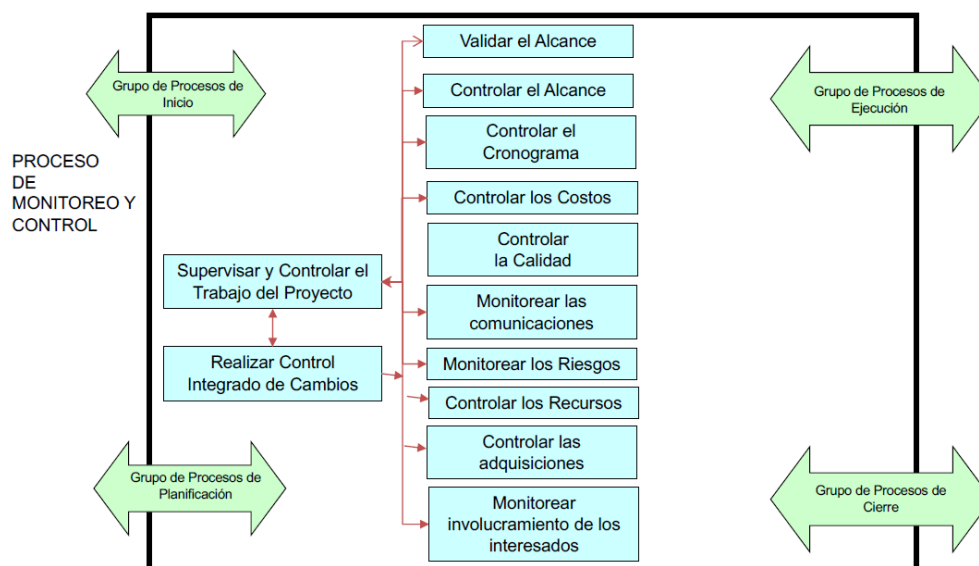 Validar el Alcance
Grupo de Procesos de
Inicio
Controlar el Alcance
Grupo de Procesos de
Ejecución
Controlar el
Cronograma
PROCESO
DE
MONITOREO Y
CONTROL
Controlar los Costos
Controlar
la Calidad
Supervisar y Controlar el
Trabajo del Proyecto
Monitorear las
comunicaciones
Realizar Control
Integrado de Cambios
Monitorear los Riesgos
Controlar los Recursos
Controlar las
adquisiciones
Grupo de Procesos de
Planificación
Grupo de Procesos de
Cierre
Monitorear
involucramiento de los
interesados